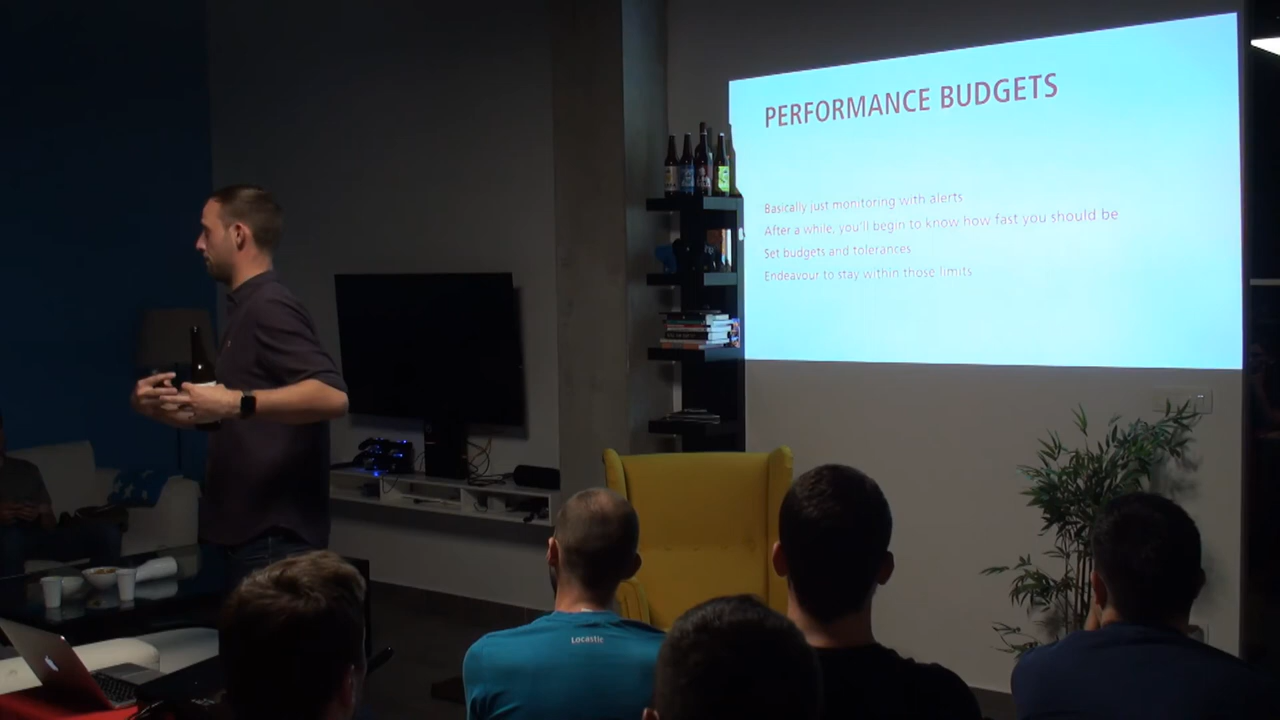 PERFORMANCE BUDGETS
Basically just monitoring with alerts
After a while, you'll begin to know how fast you should be
Set budgets and tolerances
Endeavour to stay within those limits
Locastic